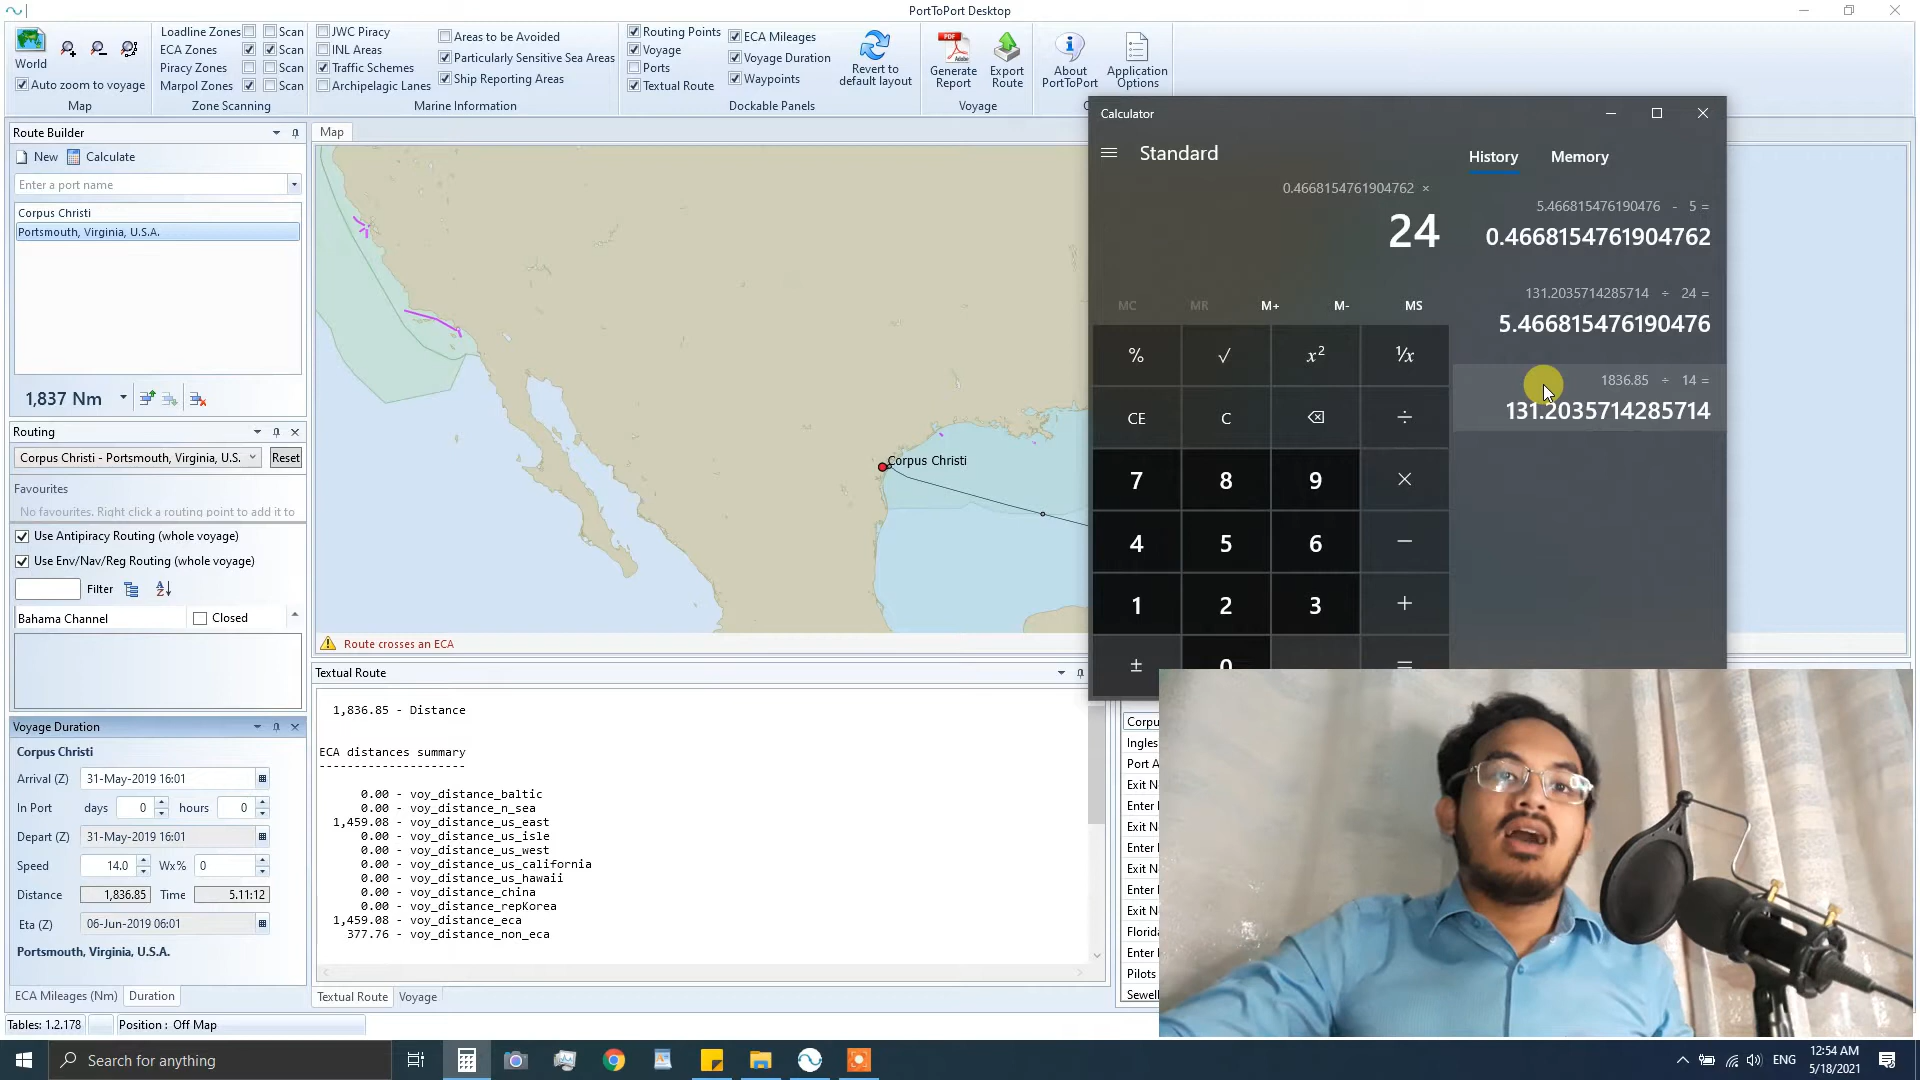 PortToPort Desktop
World
Auto zoom to voyage
Map
Loadline Zones Scan
ECA Zones Scan
Piracy Zones Scan
Marpol Zones Scan
Zone Scanning
JWC Piracy
INL Areas
Traffic Schemes
Archipelagic Lanes
Areas to be Avoided
Particularly Sensitive Sea Areas
Ship Reporting Areas
Marine Information
Routing Points
Voyage
Ports
Textual Route
ECA Mileages
Voyage Duration
Waypoints
Revert to
default layout
Dockable Panels
Generate
Report
Export
Route
Voyage
About
PortToPort
Application
Options
Route Builder
New Calculate
Enter a port name
Corpus Christi
Portsmouth, Virginia, U.S.A.
1,837 Nm
Routing
Corpus Christi - Portsmouth, Virginia, U.S. Reset
Favourites
No favourites. Right click a routing point to add it to
Use Antipiracy Routing (whole voyage)
Use Env/Nav/Reg Routing (whole voyage)
Filter
Bahama Channel Closed
Voyage Duration
Corpus Christi
Arrival (Z) 31-May-2019 16:01
In Port days 0 hours 0
Depart (Z) 31-May-2019 16:01
Speed 14.0 Wx% 0
Distance 1,836.85 Time 5.11:12
Eta (Z) 06-Jun-2019 06:01
Portsmouth, Virginia, U.S.A.
ECA Mileages (Nm) Duration
Tables: 1.2.178 Position : Off Map
Map
Corpus Christi
Route crosses an ECA
Textual Route
1,836.85 - Distance
ECA distances summary
---------------------
0.00 - voy_distance_baltic
0.00 - voy_distance_n_sea
1,459.08 - voy_distance_us_east
0.00 - voy_distance_us_isle
0.00 - voy_distance_us_west
0.00 - voy_distance_us_california
0.00 - voy_distance_us_hawaii
0.00 - voy_distance_china
0.00 - voy_distance_repKorea
1,459.08 - voy_distance_eca
377.76 - voy_distance_non_eca
Textual Route Voyage
Calculator
Standard
0.4668154761904762 ×
24
MC MR M+ M- MS
% √ x² ¹/x
CE C ÷
7 8 9 ×
4 5 6 −
1 2 3 +
± 0 =
History Memory
5.466815476190476 - 5 =
0.4668154761904762
131.2035714285714 ÷ 24 =
5.466815476190476
1836.85 ÷ 14 =
131.2035714285714
Corpu
Ingles
Port A
Exit N
Enter
Exit N
Enter
Exit N
Enter
Exit N
Florida
Enter
Pilots
Sewell
Search for anything
ENG
12:54 AM
5/18/2021